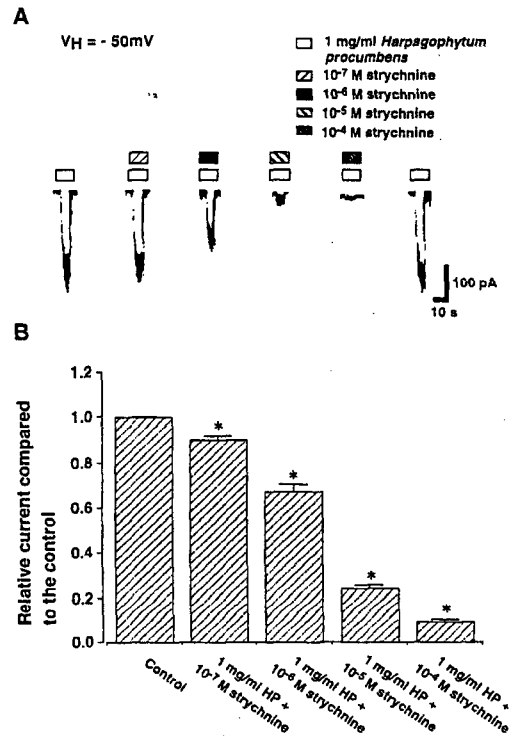 A
V_H = - 50mV
1 mg/ml Harpagophytum
procumbens
10^-7 M strychnine
10^-6 M strychnine
10^-5 M strychnine
10^-4 M strychnine
100 pA
10 s
B
Relative current compared
to the control
1.2
1.0
0.8
0.6
0.4
0.2
0.0
*
*
*
*
Control
1 mg/ml HP +
10-7 M strychnine
1 mg/ml HP +
10-6 M strychnine
1 mg/ml HP +
10-5 M strychnine
1 mg/ml HP +
10-4 M strychnine